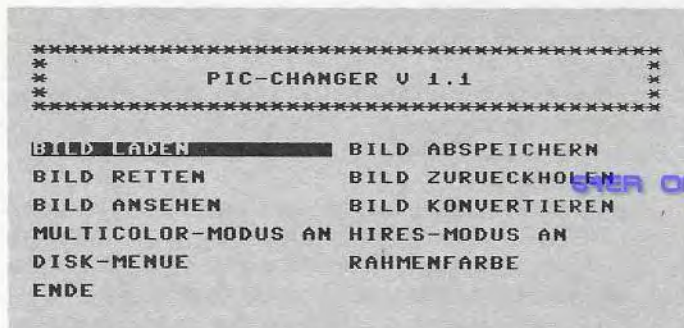 ****************************************
* PIC-CHANGER V 1.1 *
****************************************
BILD LADEN BILD ABSPEICHERN
BILD RETTEN BILD ZURUECKHOLEN
64ER
BILD ANSEHEN BILD KONVERTIEREN
MULTICOLOR-MODUS AN HIRES-MODUS AN
DISK-MENUE RAHMENFARBE
ENDE